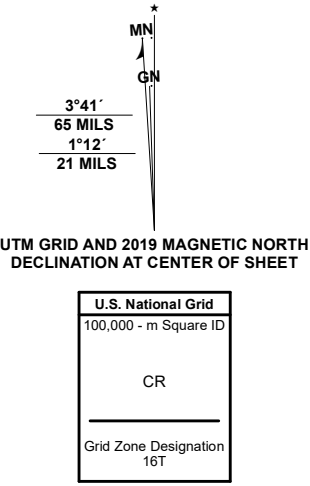 ★
MN
GN
3°41´
65 MILS
1°12´
21 MILS
UTM GRID AND 2019 MAGNETIC NORTH
DECLINATION AT CENTER OF SHEET
U.S. National Grid
100,000 - m Square ID
CR
Grid Zone Designation
16T